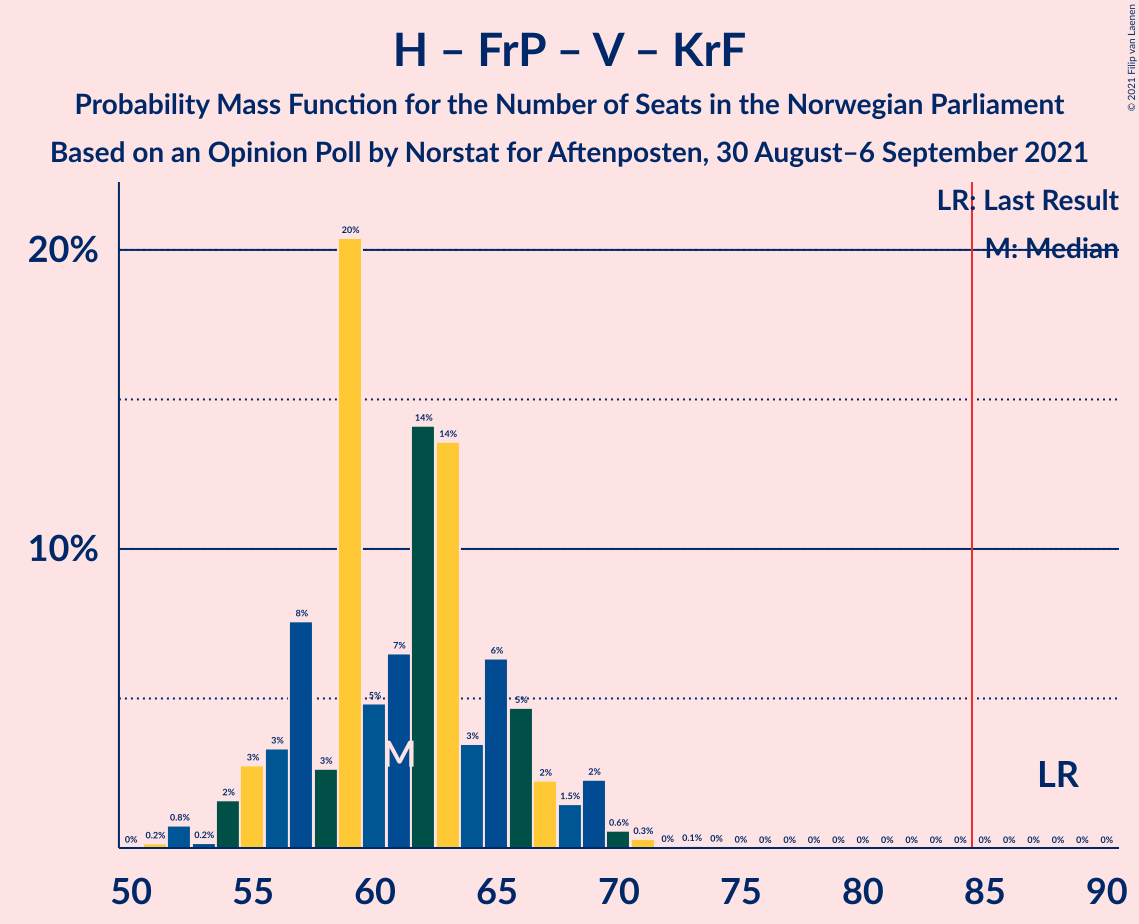 © 2021 Filip van Laenen
H – FrP – V – KrF
Probability Mass Function for the Number of Seats in the Norwegian Parliament
Based on an Opinion Poll by Norstat for Aftenposten, 30 August–6 September 2021
LR: Last Result
M: Median
20%
10%
0% 0.2% 0.8% 0.2% 2% 3% 3% 8% 3% 20% 5% 7% 14% 14% 3% 6% 5% 2% 1.5% 2% 0.6% 0.3% 0% 0.1% 0% 0% 0% 0% 0% 0% 0% 0% 0% 0% 0% 0% 0% 0% 0% 0% 0%
M
LR
50 55 60 65 70 75 80 85 90